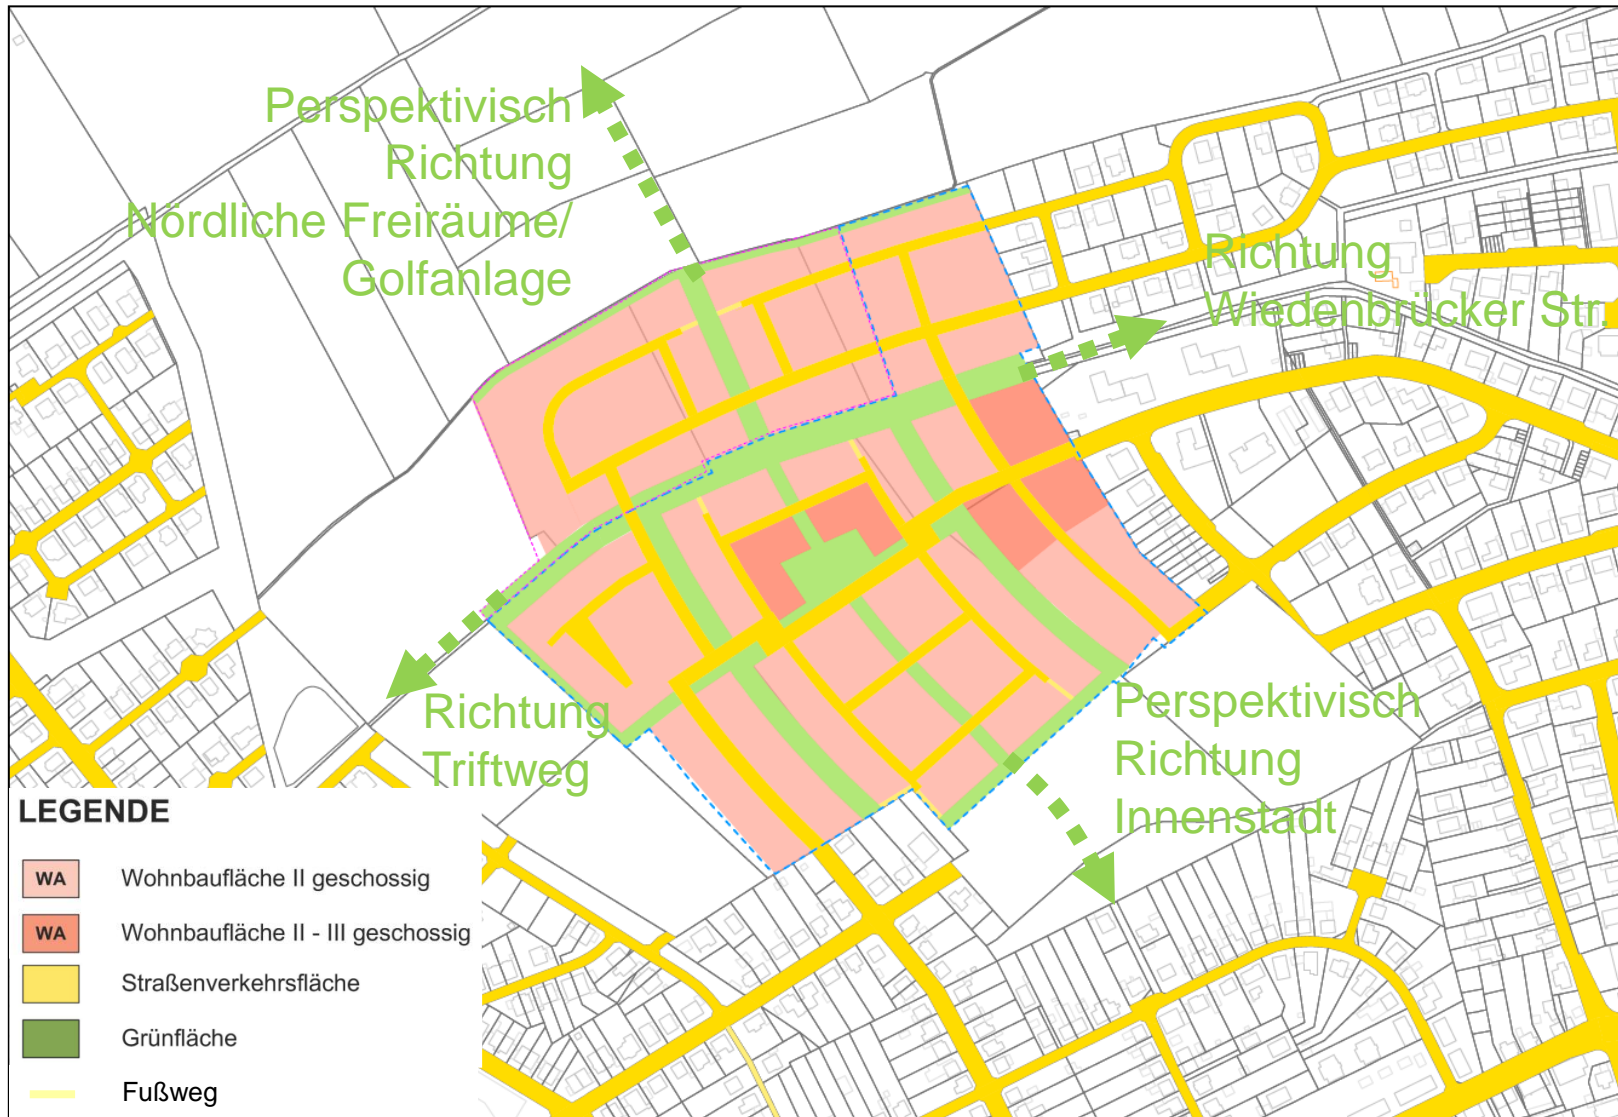 Perspektivisch
Richtung
Nördliche Freiräume/
Golfanlage
Richtung
Wiedenbrücker Str.
Richtung
Triftweg
Perspektivisch
Richtung
Innenstadt
LEGENDE
WA Wohnbaufläche II geschossig
WA Wohnbaufläche II - III geschossig
Straßenverkehrsfläche
Grünfläche
Fußweg